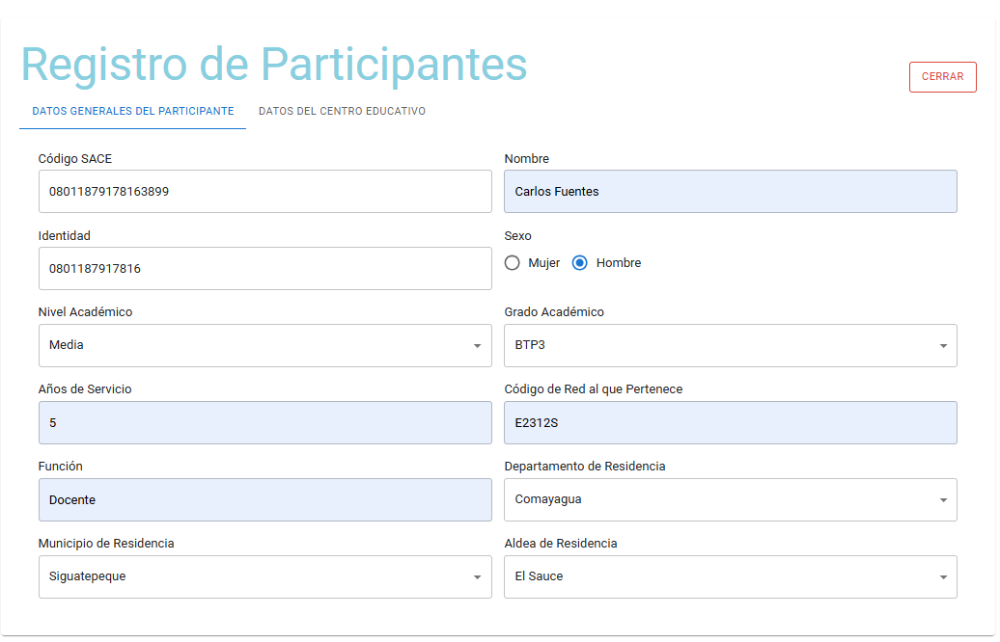 Registro de Participantes
CERRAR
DATOS GENERALES DEL PARTICIPANTE DATOS DEL CENTRO EDUCATIVO
Código SACE Nombre
08011879178163899 Carlos Fuentes
Identidad Sexo
0801187917816 Mujer Hombre
Nivel Académico Grado Académico
Media BTP3
Años de Servicio Código de Red al que Pertenece
5 E2312S
Función Departamento de Residencia
Docente Comayagua
Municipio de Residencia Aldea de Residencia
Siguatepeque El Sauce